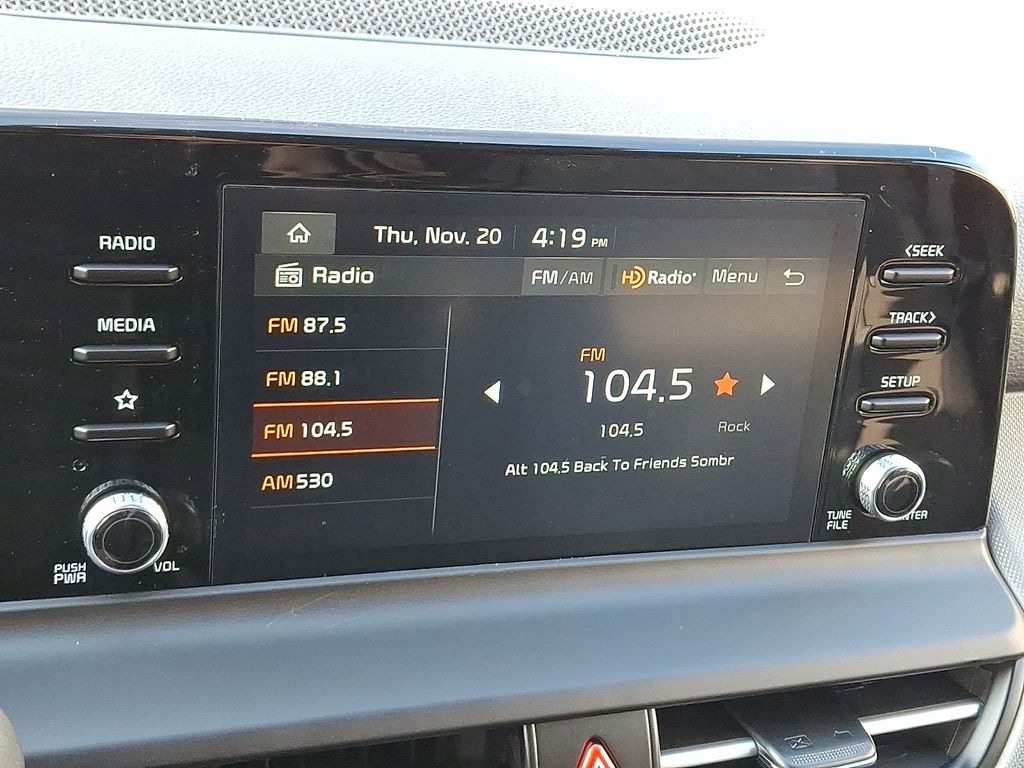 RADIO
MEDIA
PUSH PWR
VOL
Thu, Nov. 20 4:19 PM
Radio FM/AM HD Radio Menu
FM 87.5
FM 88.1
FM 104.5
AM 530
FM
104.5
104.5 Rock
Alt 104.5 Back To Friends Sombr
<SEEK
TRACK>
SETUP
TUNE
FILE